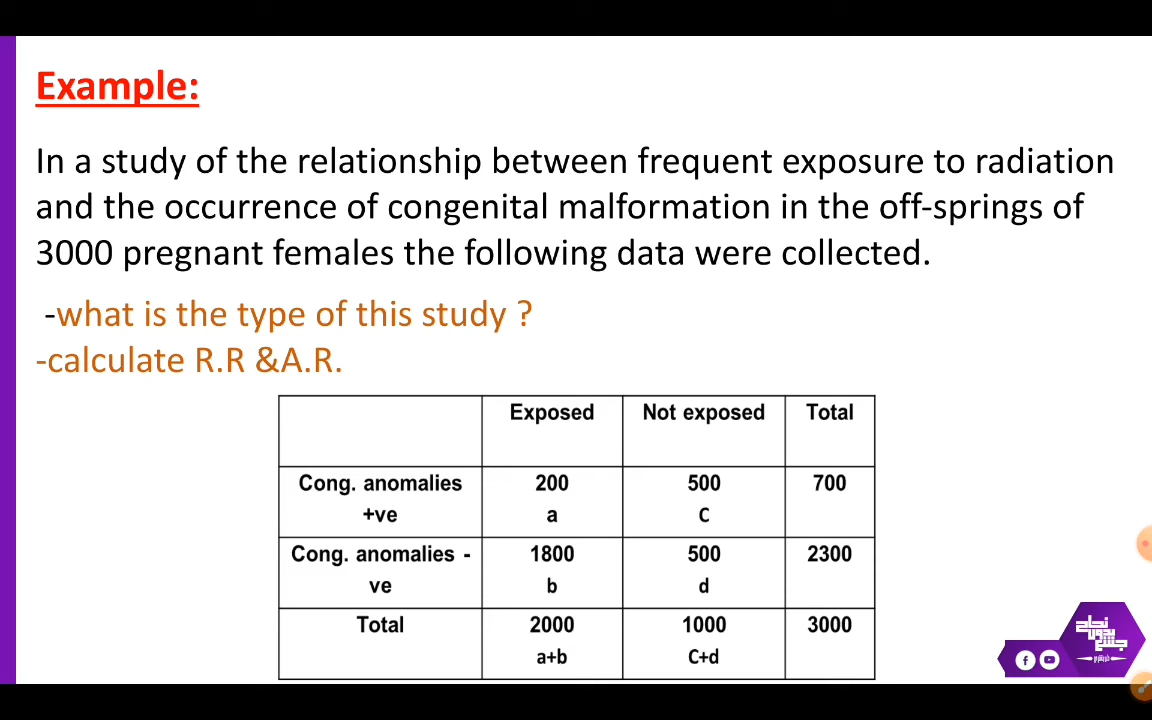 Example:
In a study of the relationship between frequent exposure to radiation
and the occurrence of congenital malformation in the off-springs of
3000 pregnant females the following data were collected.
-what is the type of this study ?
-calculate R.R &A.R.
Exposed Not exposed Total
Cong. anomalies 200 500 700
+ve a C
Cong. anomalies - 1800 500 2300
ve b d
Total 2000 1000 3000
a+b C+d
نجاح
بدون